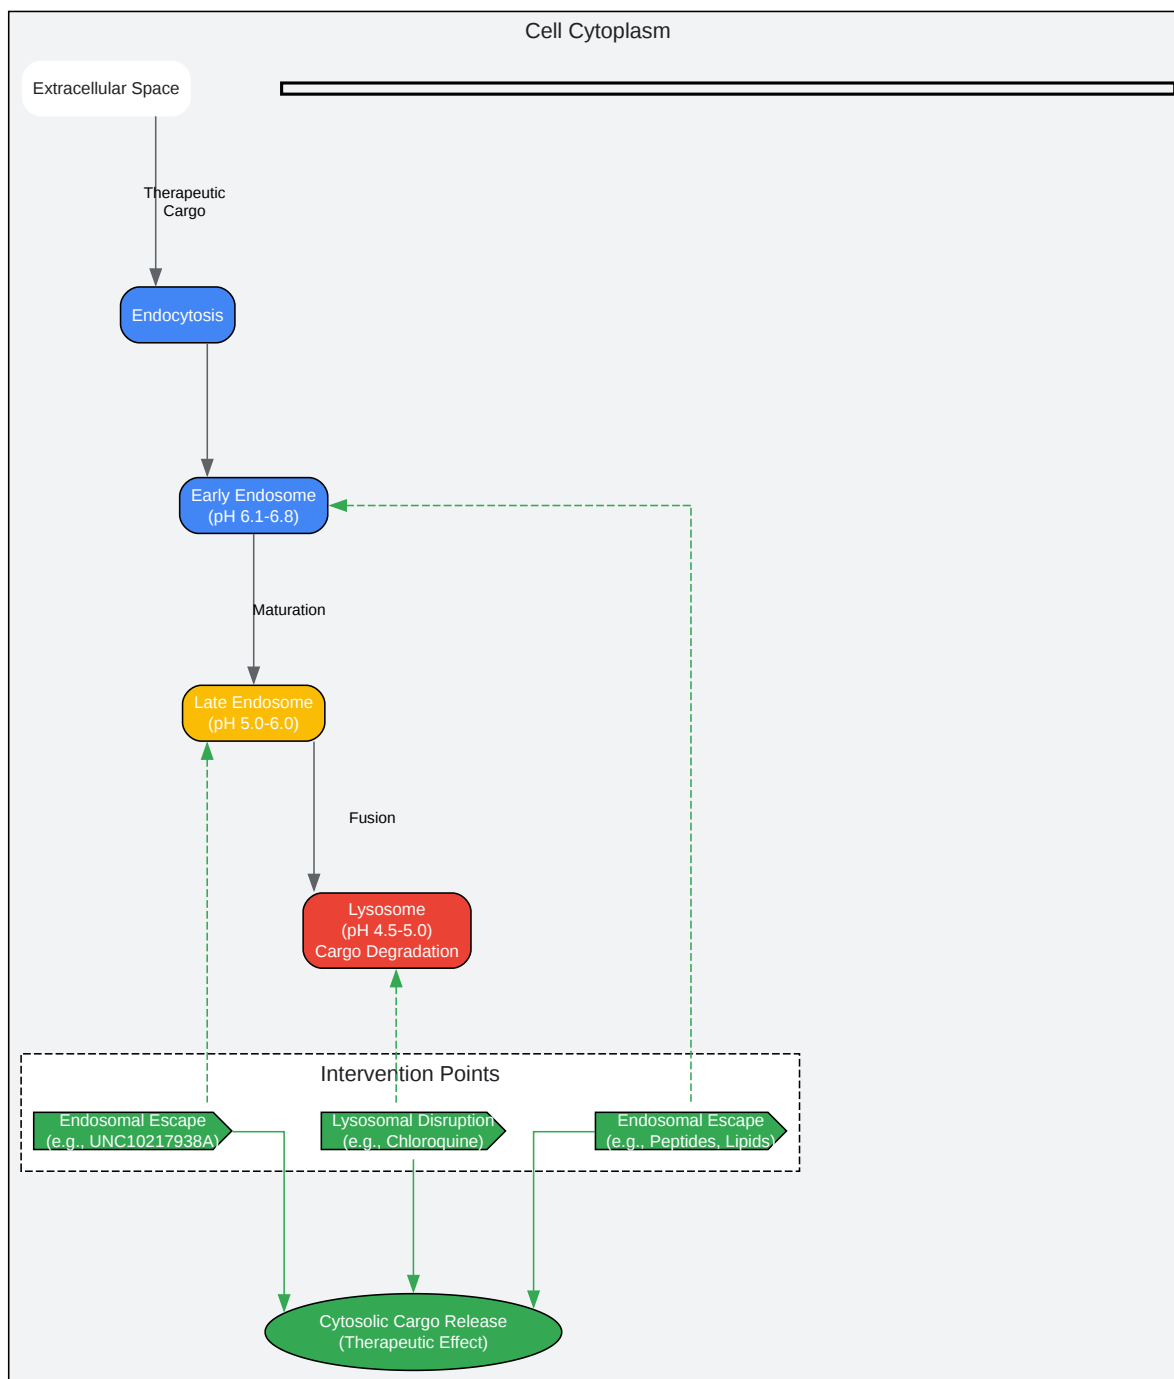 Cell Cytoplasm
Extracellular Space
Therapeutic
Cargo
Endocytosis
Early Endosome
(pH 6.1-6.8)
Maturation
Late Endosome
(pH 5.0-6.0)
Fusion
Lysosome
(pH 4.5-5.0)
Cargo Degradation
Intervention Points
Endosomal Escape
(e.g., UNC10217938A)
Lysosomal Disruption
(e.g., Chloroquine)
Endosomal Escape
(e.g., Peptides, Lipids)
Cytosolic Cargo Release
(Therapeutic Effect)